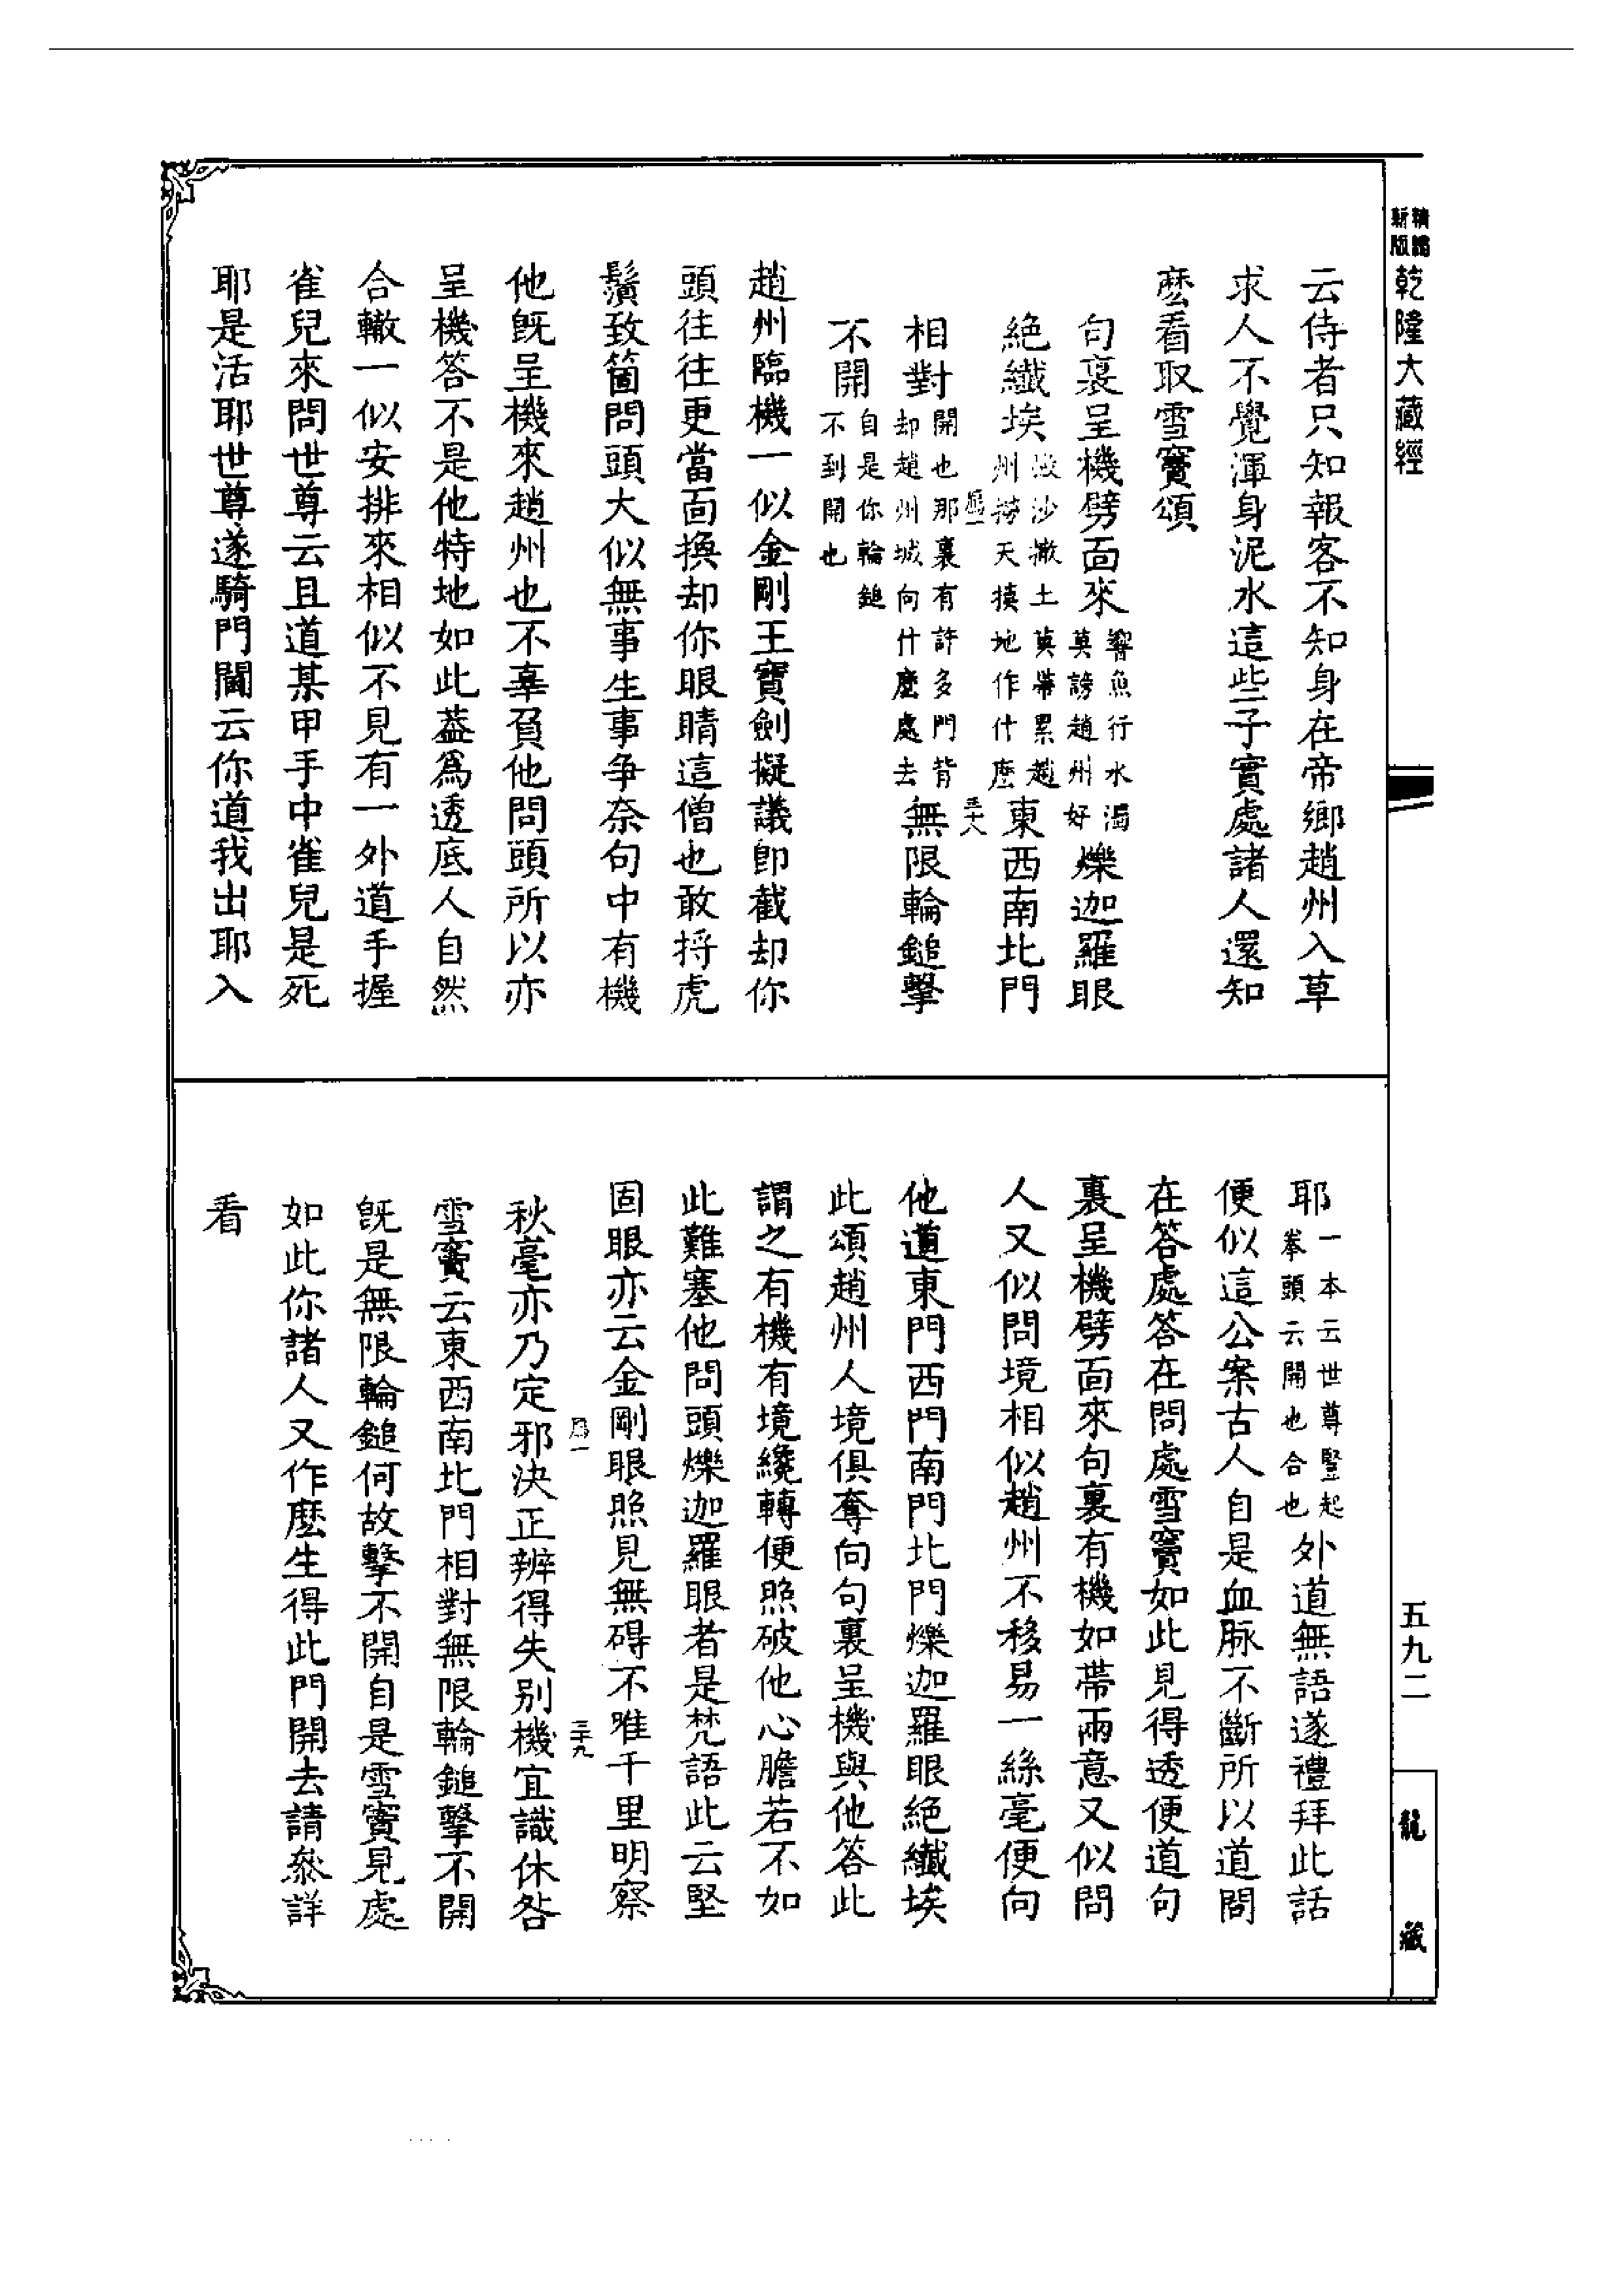 精縮
新版
乾隆大藏經
云侍者只知報客不知身在帝鄉趙州入草
求人不覺渾身泥水這些子實處諸人還知
麽看取雪竇頌
句裏呈機劈面來響魚行水濁莫謗趙州好爍迦羅眼
絕纖埃撒沙撒土莫帶累趙州撈天摸地作什麽東西南北門
相對開也那裏有許多門背却趙州城向什麽處去無限輪鎚擊
不開自是你輪鎚不到開也
趙州臨機一似金剛王寶劍擬議卽截却你
頭往往更當面換却你眼睛這僧也敢捋虎
鬚致箇問頭大似無事生事爭奈句中有機
他旣呈機來趙州也不辜負他問頭所以亦
呈機答不是他特地如此葢爲透底人自然
合轍一似安排來相似不見有一外道手握
雀兒來問世尊云且道某甲手中雀兒是死
耶是活耶世尊遂騎門閫云你道我出耶入
耶一本云世尊豎起拳頭云開也合也外道無語遂禮拜此話
便似這公案古人自是血脉不斷所以道問
在答處答在問處雪竇如此見得透便道句
裏呈機劈面來句裏有機如帶兩意又似問
人又似問境相似趙州不移易一絲毫便向
他道東門西門南門北門爍迦羅眼絕纖埃
此頌趙州人境俱奪向句裏呈機與他答此
謂之有機有境纔轉便照破他心膽若不如
此難塞他問頭爍迦羅眼者是梵語此云堅
固眼亦云金剛眼照見無礙不唯千里明察
秋毫亦乃定邪決正辨得失別機宜識休咎
雪竇云東西南北門相對無限輪鎚擊不開
旣是無限輪鎚何故擊不開自是雪竇見處
如此你諸人又作麽生得此門開去請叅詳
看
三十九
五九二
龍藏